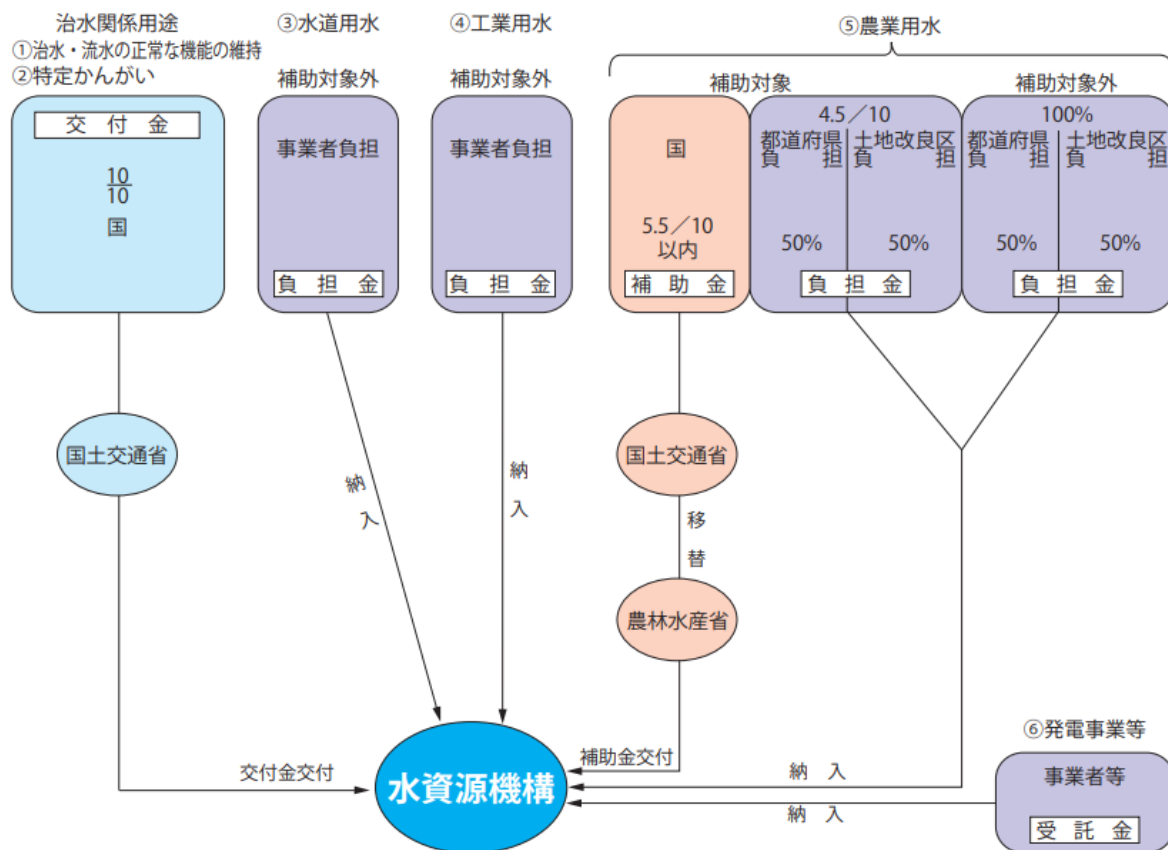 治水関係用途
①治水・流水の正常な機能の維持
②特定かんがい
交付金
10
10
国
③水道用水
補助対象外
事業者負担
負担金
④工業用水
補助対象外
事業者負担
負担金
⑤農業用水
補助対象
補助対象外
国
5.5／10
以内
補助金
4.5／10
都道府県
負担
土地改良区
負担
50%
50%
負担金
100%
都道府県
負担
土地改良区
負担
50%
50%
負担金
国土交通省
納入
納入
国土交通省
移替
農林水産省
交付金交付
水資源機構
補助金交付
納入
納入
⑥発電事業等
事業者等
受託金